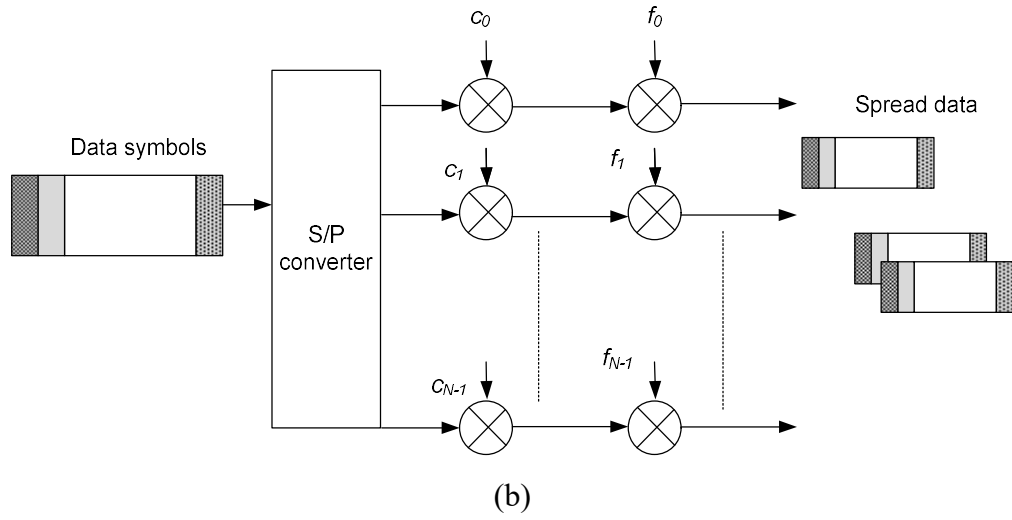 c0 f0
Data symbols
Spread data
c1 f1
S/P
converter
cN-1 fN-1
(b)